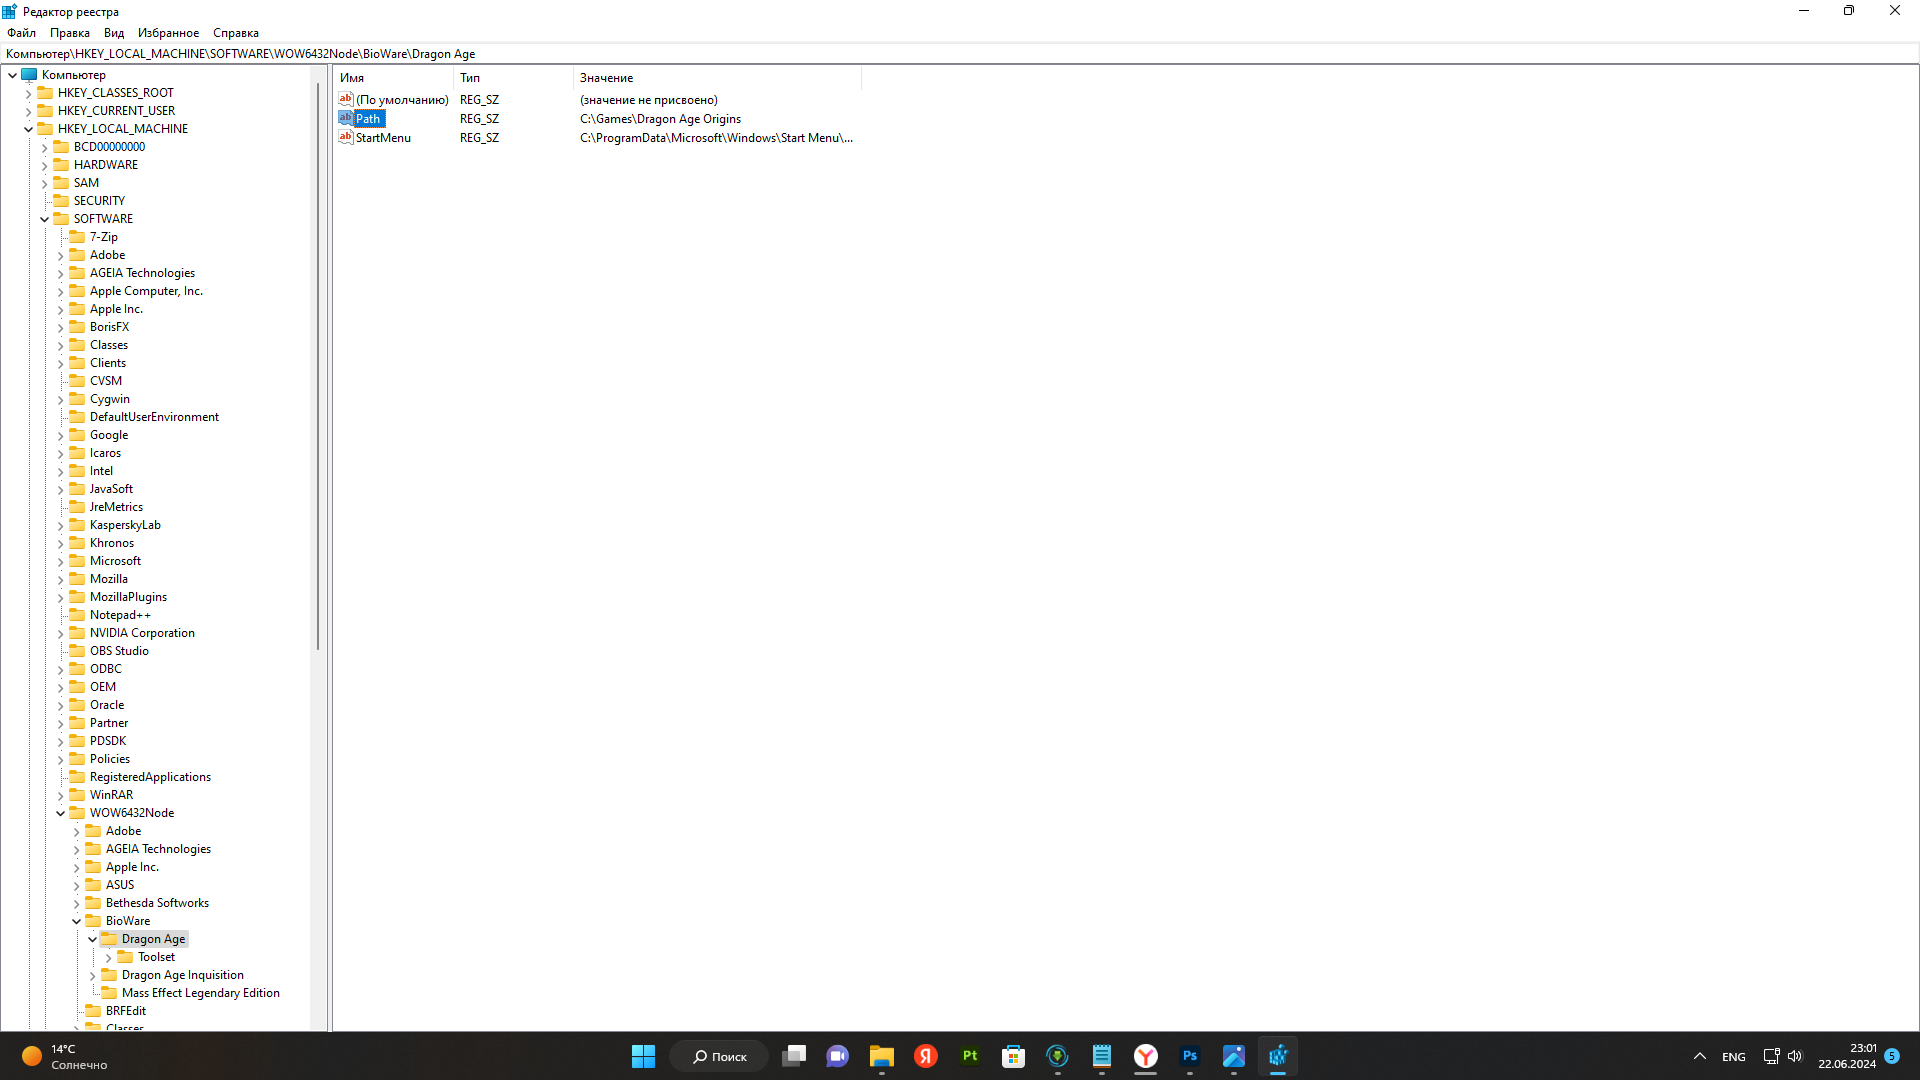 Редактор реестра
Файл Правка Вид Избранное Справка
Компьютер\HKEY_LOCAL_MACHINE\SOFTWARE\WOW6432Node\BioWare\Dragon Age
Компьютер
HKEY_CLASSES_ROOT
HKEY_CURRENT_USER
HKEY_LOCAL_MACHINE
BCD00000000
HARDWARE
SAM
SECURITY
SOFTWARE
7-Zip
Adobe
AGEIA Technologies
Apple Computer, Inc.
Apple Inc.
BorisFX
Classes
Clients
CVSM
Cygwin
DefaultUserEnvironment
Google
Icaros
Intel
JavaSoft
JreMetrics
KasperskyLab
Khronos
Microsoft
Mozilla
MozillaPlugins
Notepad++
NVIDIA Corporation
OBS Studio
ODBC
OEM
Oracle
Partner
PDSDK
Policies
RegisteredApplications
WinRAR
WOW6432Node
Adobe
AGEIA Technologies
Apple Inc.
ASUS
Bethesda Softworks
BioWare
Dragon Age
Toolset
Dragon Age Inquisition
Mass Effect Legendary Edition
BRFEdit
Classes
Имя Тип Значение
ab (По умолчанию) REG_SZ (значение не присвоено)
ab Path REG_SZ C:\Games\Dragon Age Origins
ab StartMenu REG_SZ C:\ProgramData\Microsoft\Windows\Start Menu\...
14°C
Солнечно
Поиск
Я
Pt
Y
Ps
ENG
23:01
22.06.2024
5